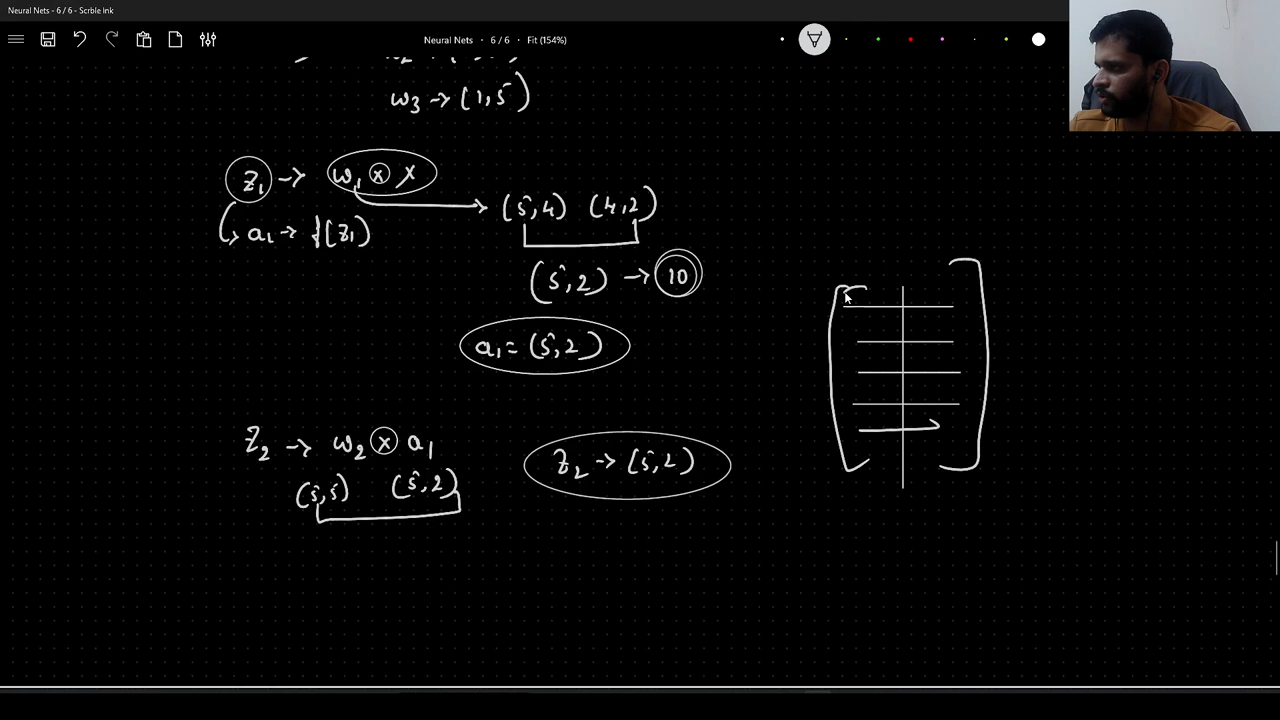 Neural Nets - 6 / 6 - Scrble Ink
Neural Nets • 6 / 6 • Fit (154%)
w3 → (1,5)
z1 → w1 ⊗ x
(5,4) (4,2)
a1 → f(z1)
(5,2) → 10
a1 = (5,2)
z2 → w2 ⊗ a1
z2 → (5,2)
(5,5) (5,2)